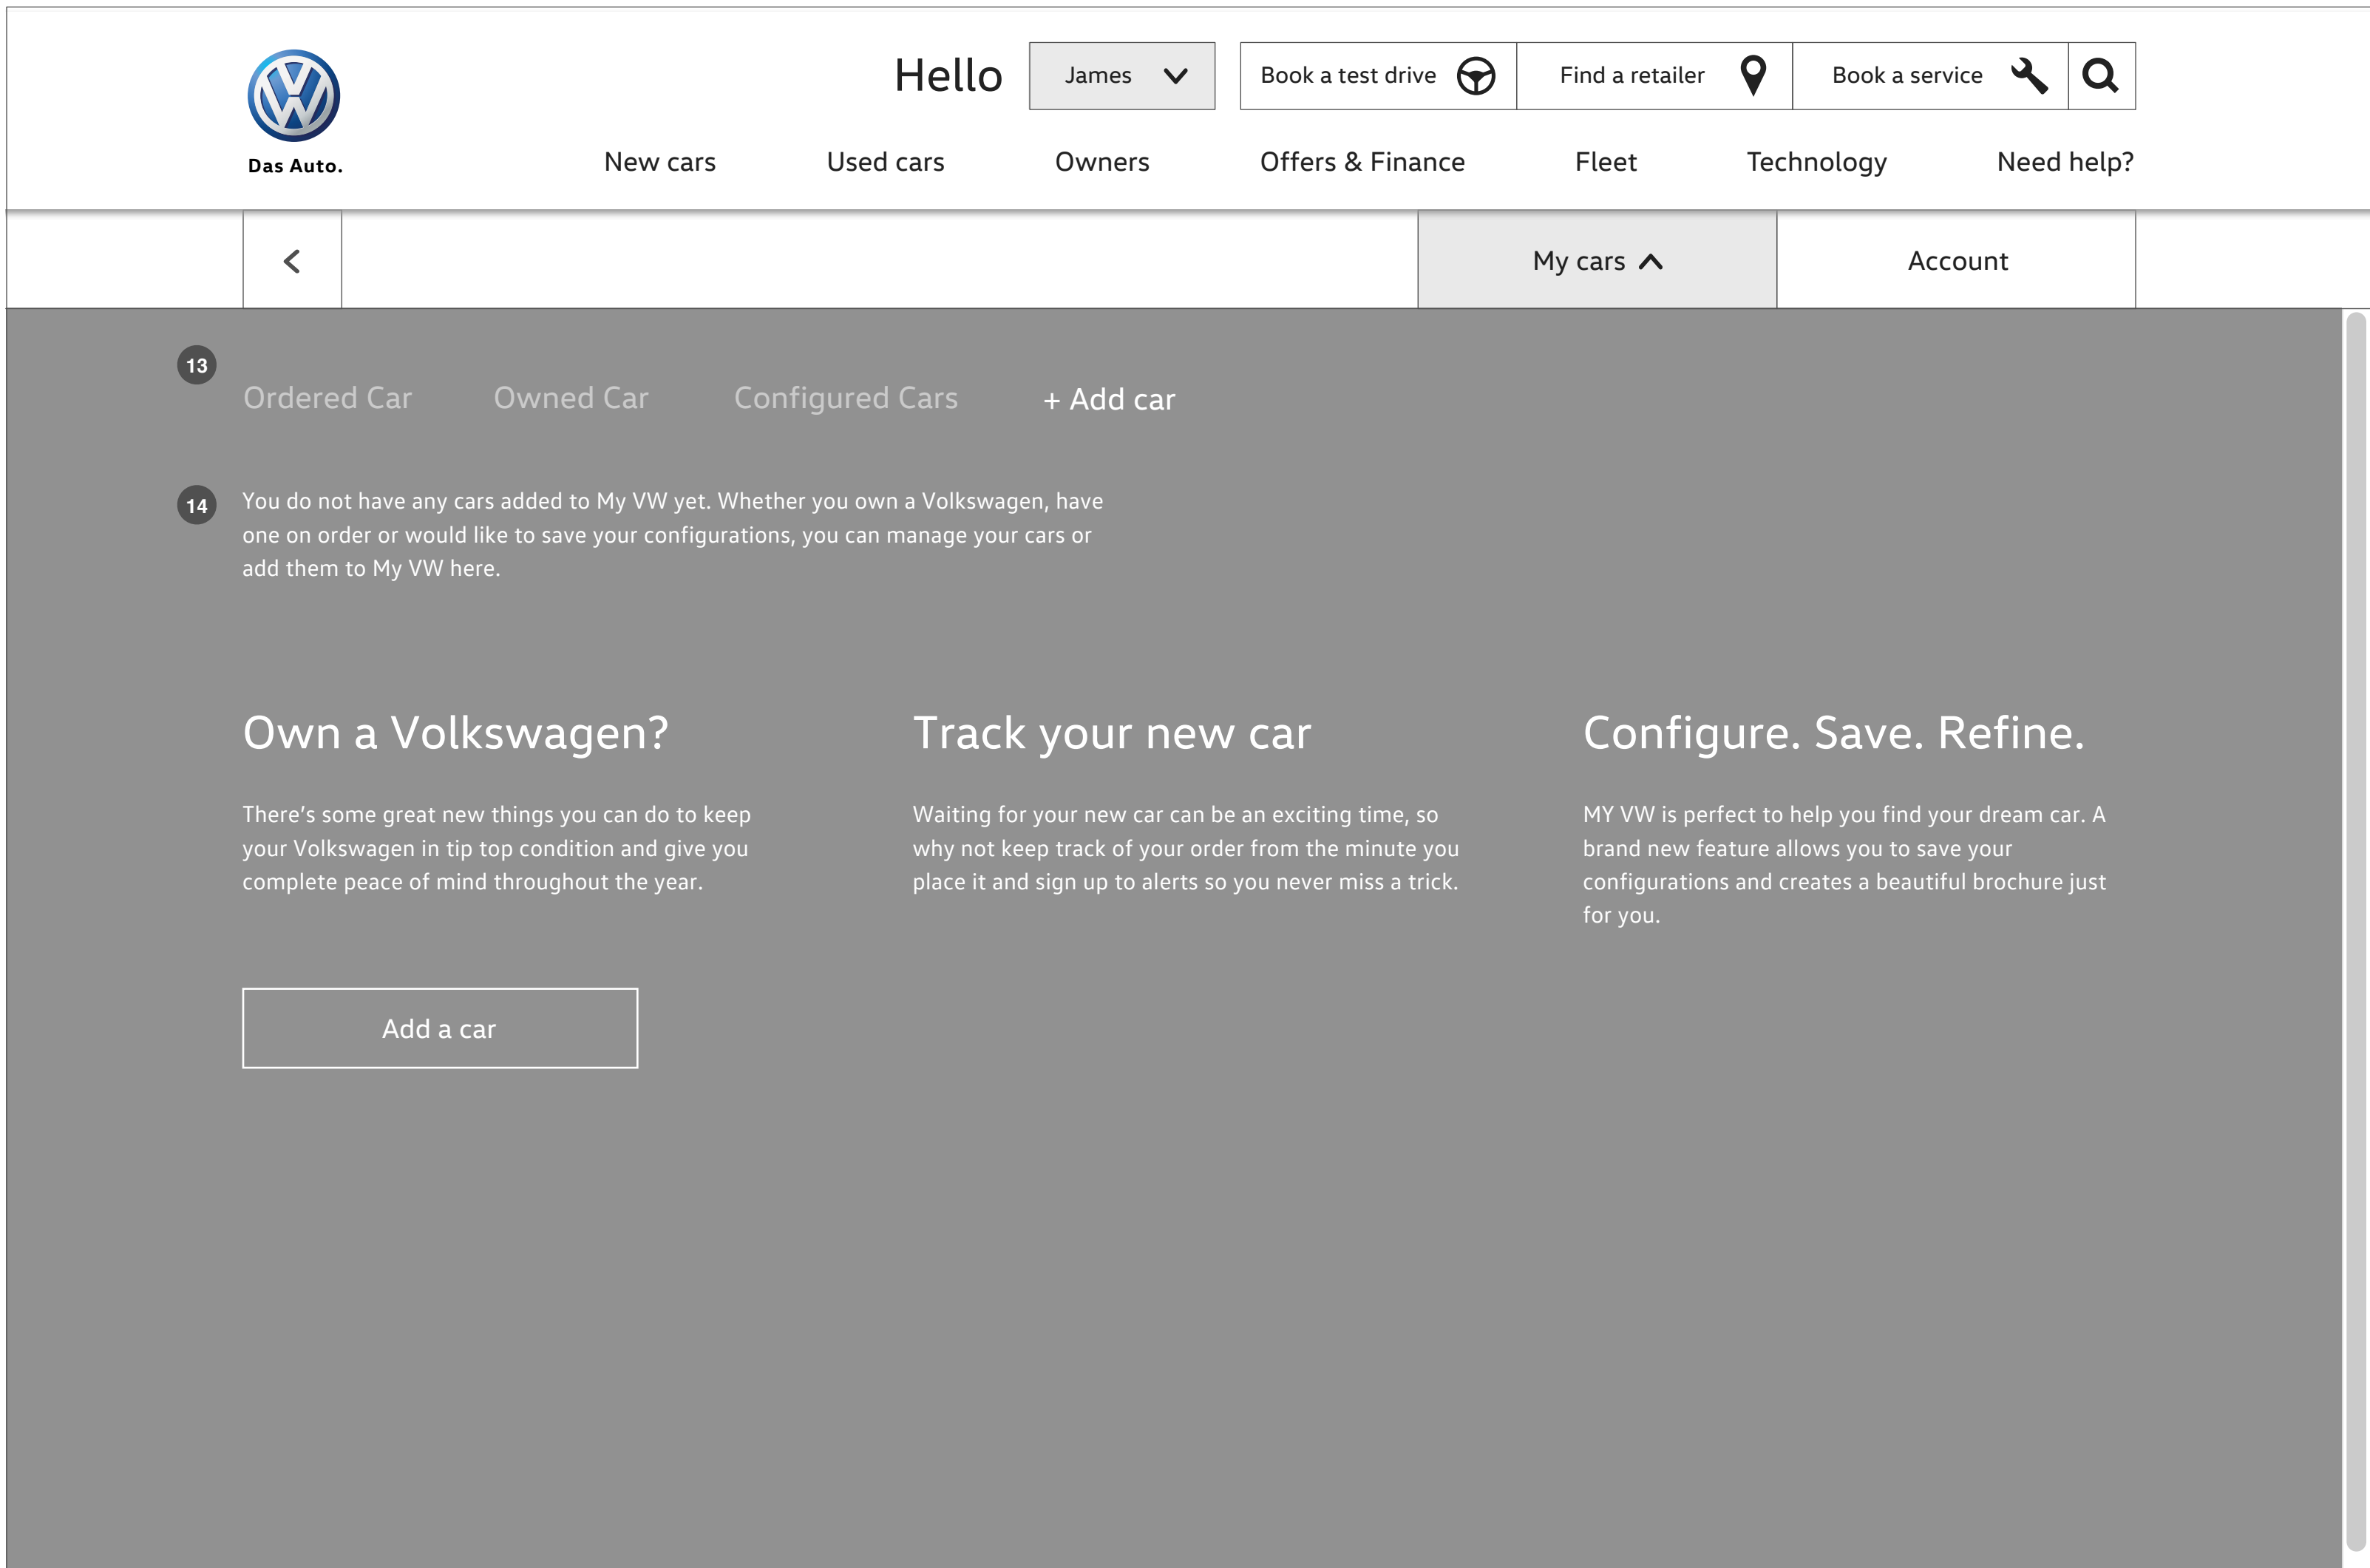 Hello
James
Book a test drive
Find a retailer
Book a service
Das Auto.
New cars
Used cars
Owners
Offers & Finance
Fleet
Technology
Need help?
My cars
Account
13
Ordered Car
Owned Car
Configured Cars
+ Add car
14
You do not have any cars added to My VW yet. Whether you own a Volkswagen, have
one on order or would like to save your configurations, you can manage your cars or
add them to My VW here.
Own a Volkswagen?
There's some great new things you can do to keep
your Volkswagen in tip top condition and give you
complete peace of mind throughout the year.
Add a car
Track your new car
Waiting for your new car can be an exciting time, so
why not keep track of your order from the minute you
place it and sign up to alerts so you never miss a trick.
Configure. Save. Refine.
MY VW is perfect to help you find your dream car. A
brand new feature allows you to save your
configurations and creates a beautiful brochure just
for you.